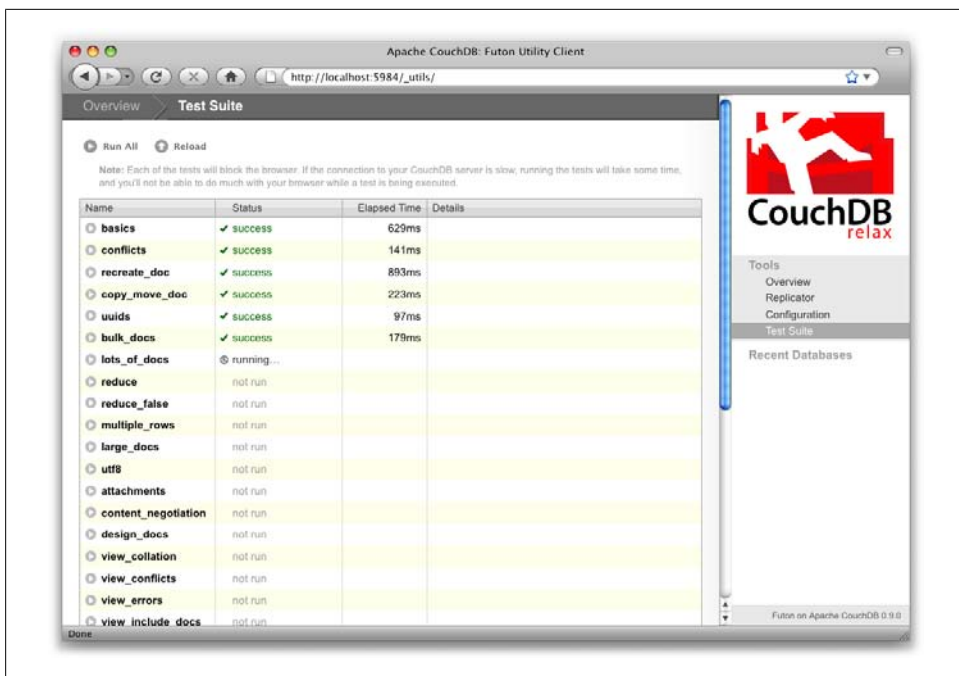 Apache CouchDB: Futon Utility Client
http://localhost:5984/_utils/
Overview Test Suite
Run All Reload
Note: Each of the tests will block the browser. If the connection to your CouchDB server is slow, running the tests will take some time,
and you'll not be able to do much with your browser while a test is being executed.
Name Status Elapsed Time Details
basics success 629ms
conflicts success 141ms
recreate_doc success 893ms
copy_move_doc success 223ms
uuids success 97ms
bulk_docs success 179ms
lots_of_docs running...
reduce not run
reduce_false not run
multiple_rows not run
large_docs not run
utf8 not run
attachments not run
content_negotiation not run
design_docs not run
view_collation not run
view_conflicts not run
view_errors not run
view_include_docs not run
CouchDB
relax
Tools
Overview
Replicator
Configuration
Test Suite
Recent Databases
Futon on Apache CouchDB 0.9.0
Done